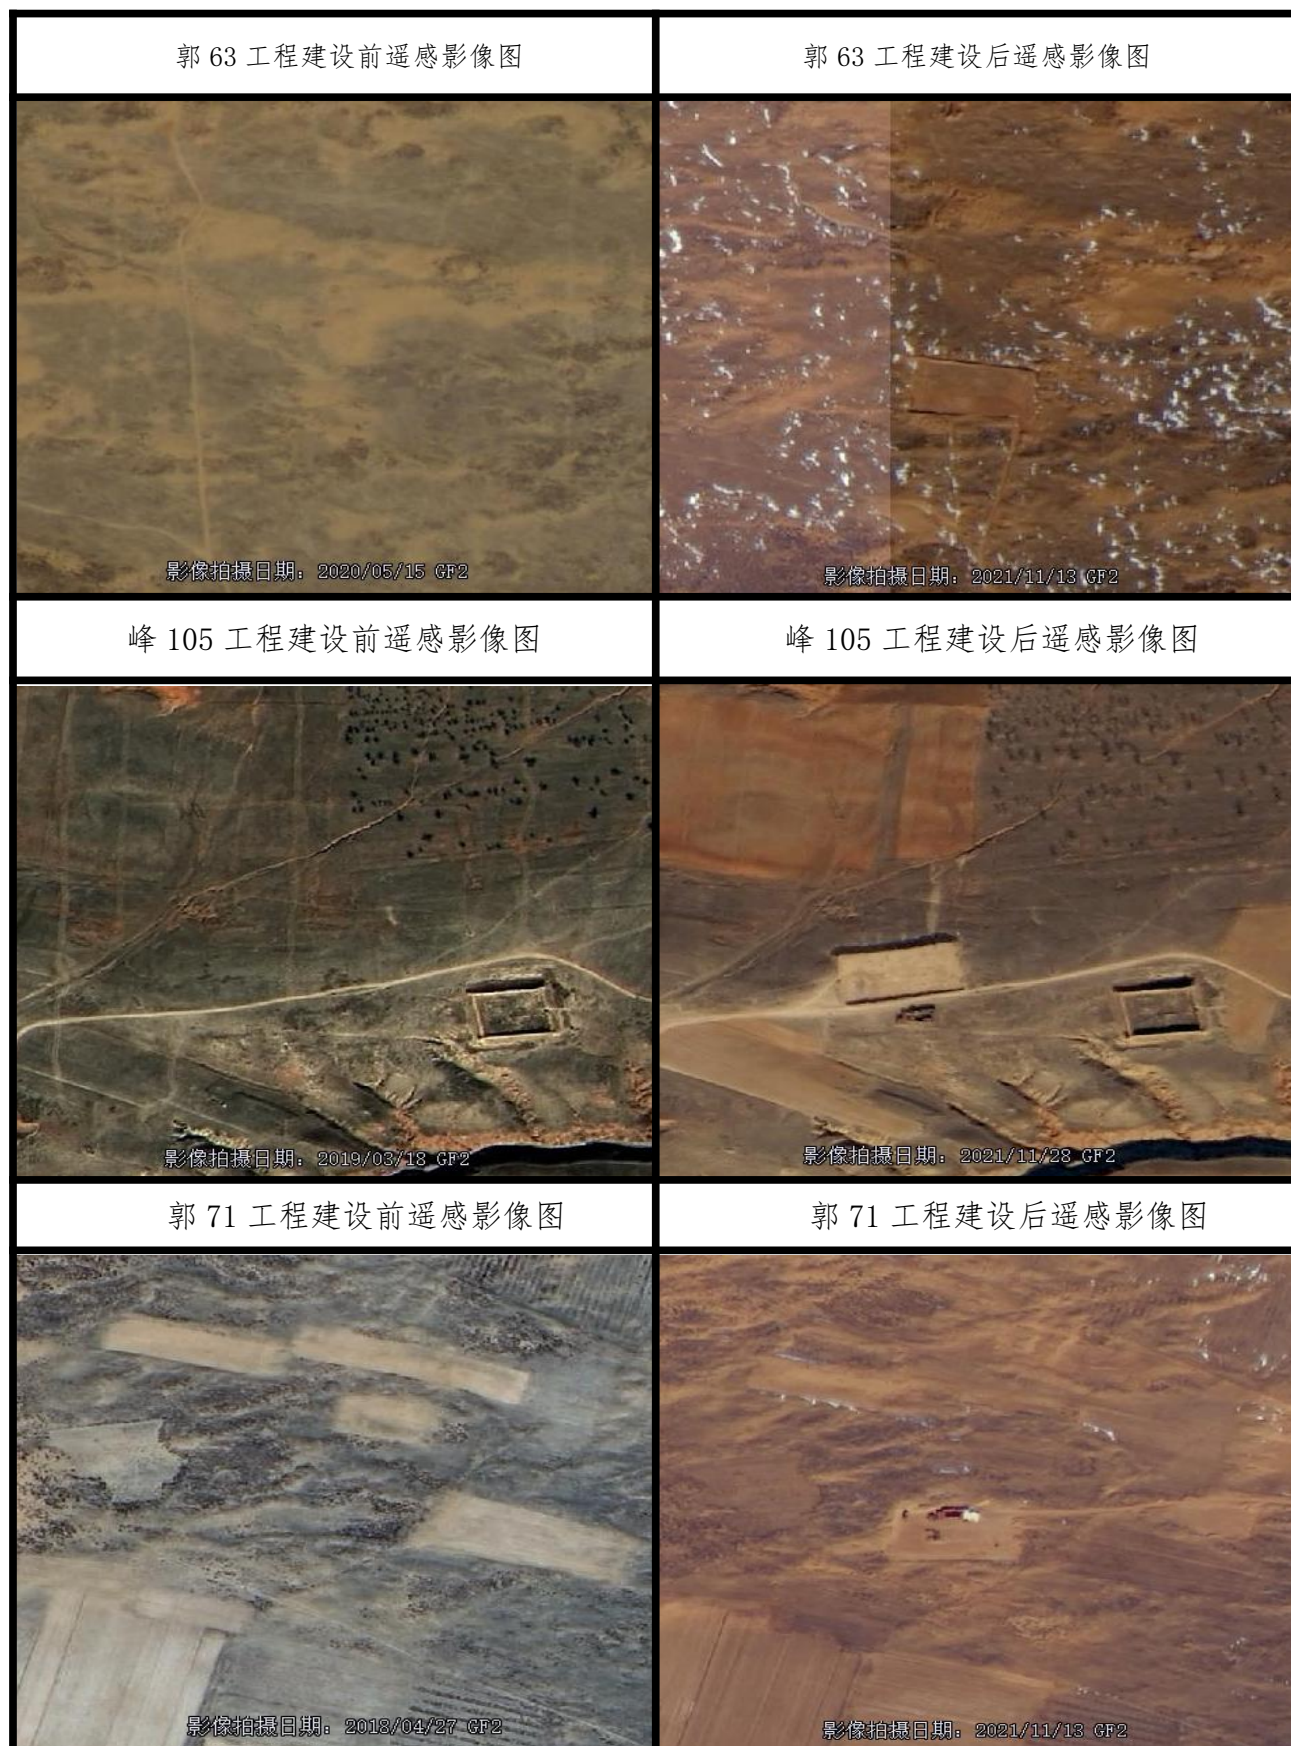 郭 63 工程建设前遥感影像图
郭 63 工程建设后遥感影像图
影像拍摄日期：2020/05/15 GF2
影像拍摄日期：2021/11/13 GF2
峰 105 工程建设前遥感影像图
峰 105 工程建设后遥感影像图
影像拍摄日期：2019/03/18 GF2
影像拍摄日期：2021/11/28 GF2
郭 71 工程建设前遥感影像图
郭 71 工程建设后遥感影像图
影像拍摄日期：2018/04/27 GF2
影像拍摄日期：2021/11/13 GF2